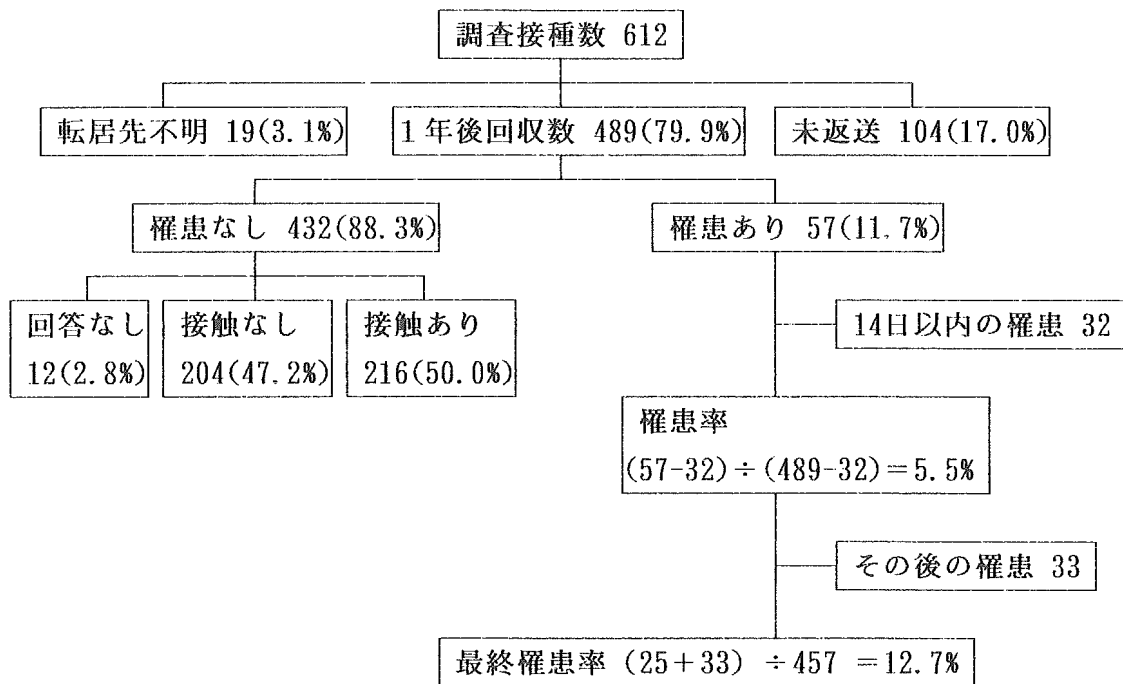 調査接種数 612
転居先不明 19(3.1%)
1年後回収数 489(79.9%)
未返送 104(17.0%)
罹患なし 432(88.3%)
罹患あり 57(11.7%)
回答なし
12(2.8%)
接触なし
204(47.2%)
接触あり
216(50.0%)
14日以内の罹患 32
罹患率
(57-32)÷(489-32)=5.5%
その後の罹患 33
最終罹患率 (25+33) ÷457 =12.7%